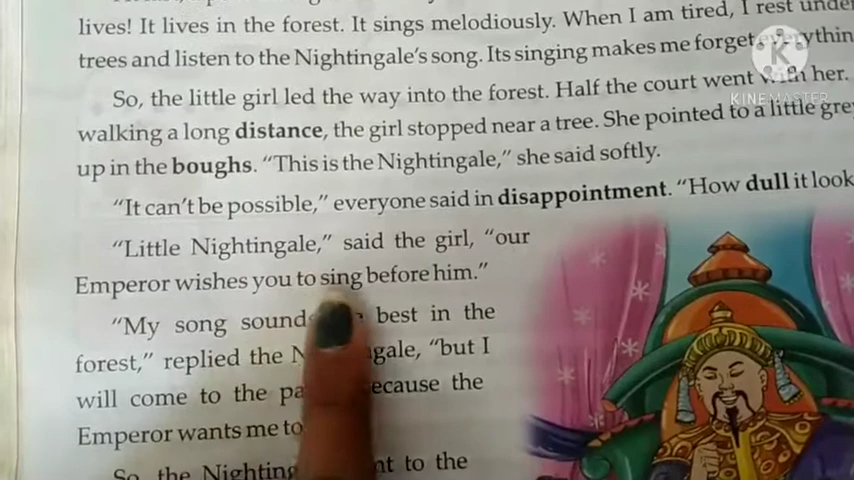 lives! It lives in the forest. It sings melodiously. When I am tired, I rest under
trees and listen to the Nightingale's song. Its singing makes me forget everythin
So, the little girl led the way into the forest. Half the court went with her.
walking a long distance, the girl stopped near a tree. She pointed to a little grey
up in the boughs. "This is the Nightingale," she said softly.
"It can't be possible," everyone said in disappointment. "How dull it look
"Little Nightingale," said the girl, "our
Emperor wishes you to sing before him."
"My song sounds best in the
forest," replied the Nightingale, "but I
will come to the because the
Emperor wants me to
So, the to the
KINEMASTER